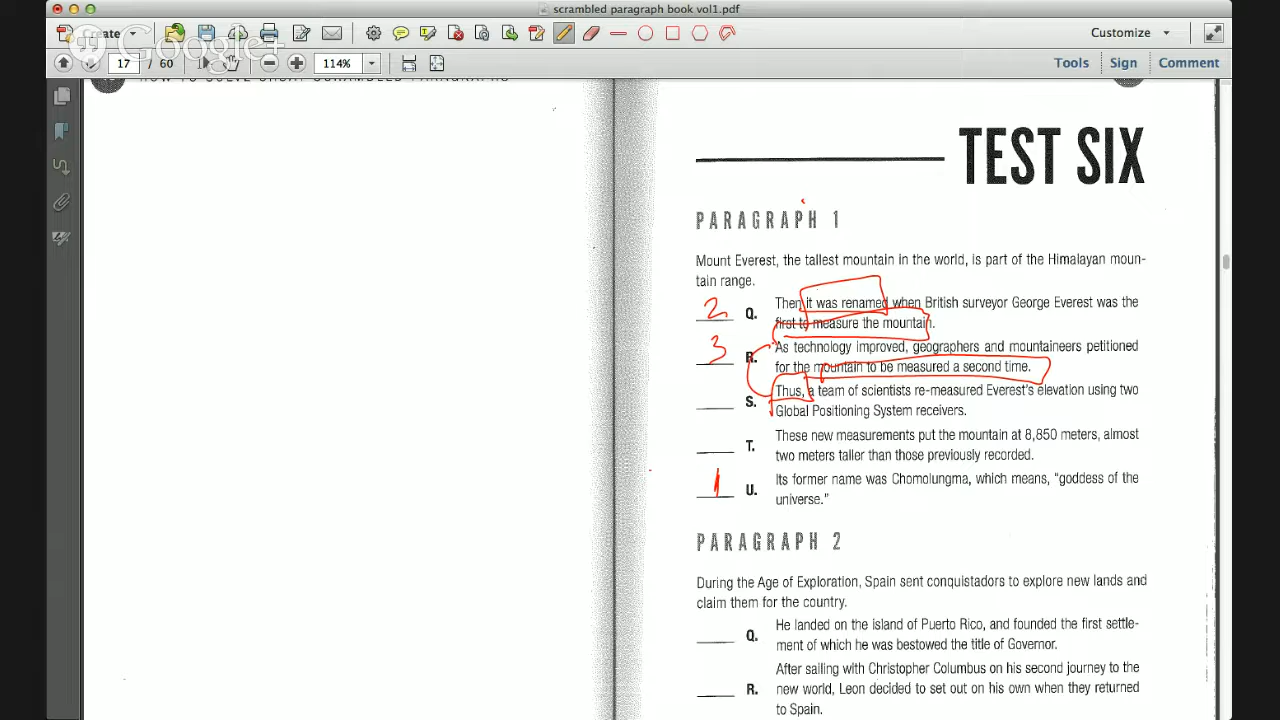 scrambled paragraph book vol1.pdf
Create
Google+
Customize
17 / 60
114%
Tools
Sign
Comment
HOW TO SOLVE SHSAT SCRAMBLED PARAGRAPHS
TEST SIX
PARAGRAPH 1
Mount Everest, the tallest mountain in the world, is part of the Himalayan moun-
tain range.
2 Q. Then it was renamed when British surveyor George Everest was the
first to measure the mountain.
3 R. As technology improved, geographers and mountaineers petitioned
for the mountain to be measured a second time.
S. Thus, a team of scientists re-measured Everest's elevation using two
Global Positioning System receivers.
T. These new measurements put the mountain at 8,850 meters, almost
two meters taller than those previously recorded.
1 U. Its former name was Chomolungma, which means, "goddess of the
universe."
PARAGRAPH 2
During the Age of Exploration, Spain sent conquistadors to explore new lands and
claim them for the country.
Q. He landed on the island of Puerto Rico, and founded the first settle-
ment of which he was bestowed the title of Governor.
R. After sailing with Christopher Columbus on his second journey to the
new world, Leon decided to set out on his own when they returned
to Spain.